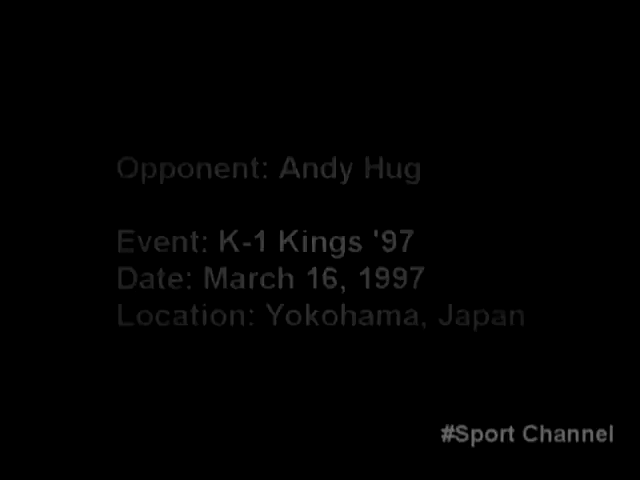 Opponent: Andy Hug
Event: K-1 Kings '97
Date: March 16, 1997
Location: Yokohama, Japan
#Sport Channel